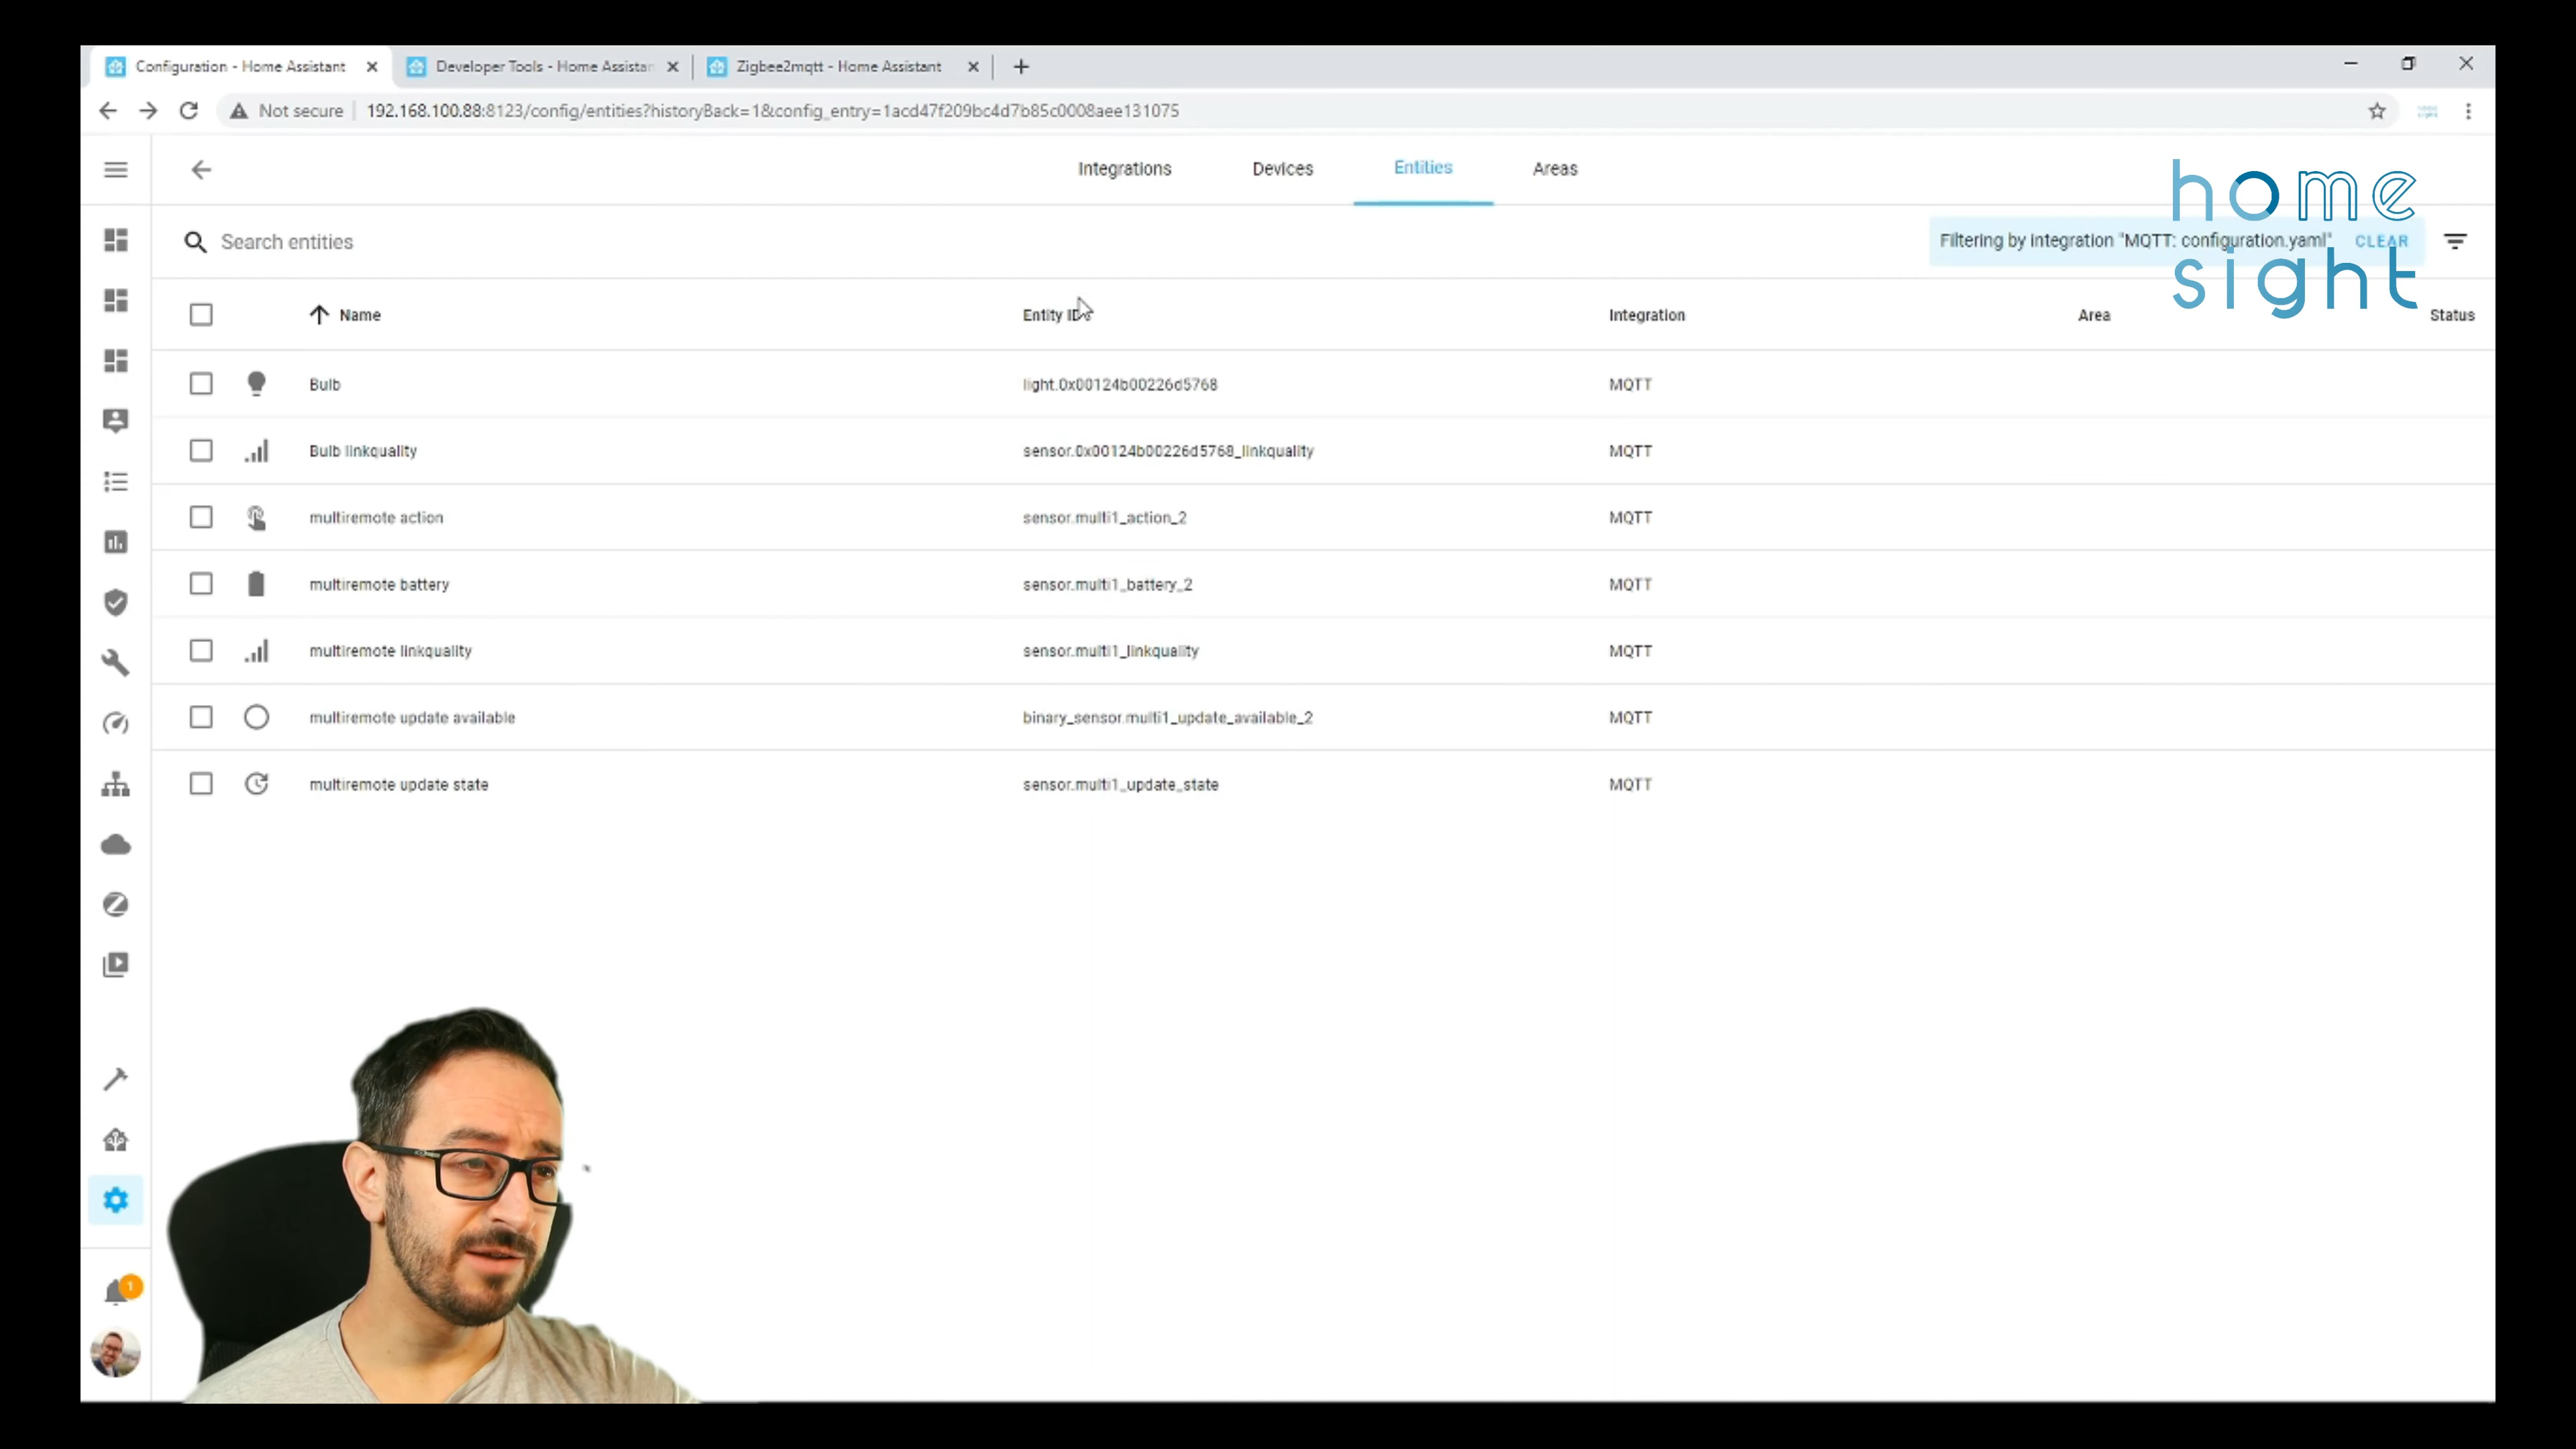 Configuration - Home Assistant
Developer Tools - Home Assistan
Zigbee2mqtt - Home Assistant
Not secure
192.168.100.88:8123/config/entities?historyBack=1&config_entry=1acd47f209bc4d7b85c0008aee131075
Integrations
Devices
Entities
Areas
home
sight
Search entities
Filtering by integration "MQTT: configuration.yaml"
CLEAR
Name
Entity ID
Integration
Area
Status
Bulb
light.0x00124b00226d5768
MQTT
Bulb linkquality
sensor.0x00124b00226d5768_linkquality
MQTT
multiremote action
sensor.multi1_action_2
MQTT
multiremote battery
sensor.multi1_battery_2
MQTT
multiremote linkquality
sensor.multi1_linkquality
MQTT
multiremote update available
binary_sensor.multi1_update_available_2
MQTT
multiremote update state
sensor.multi1_update_state
MQTT
1